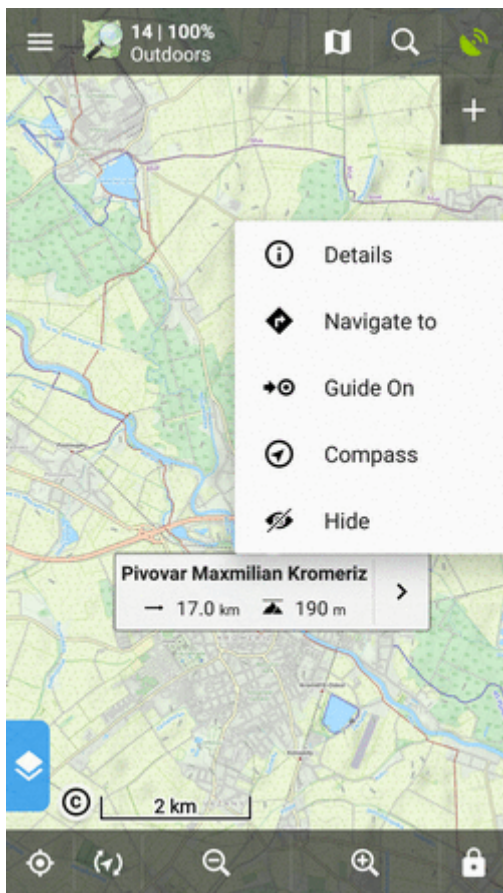 14 | 100%
Outdoors
Details
Navigate to
Guide On
Compass
Hide
Pivovar Maxmilian Kromeriz
17.0 km 190 m
©
2 km